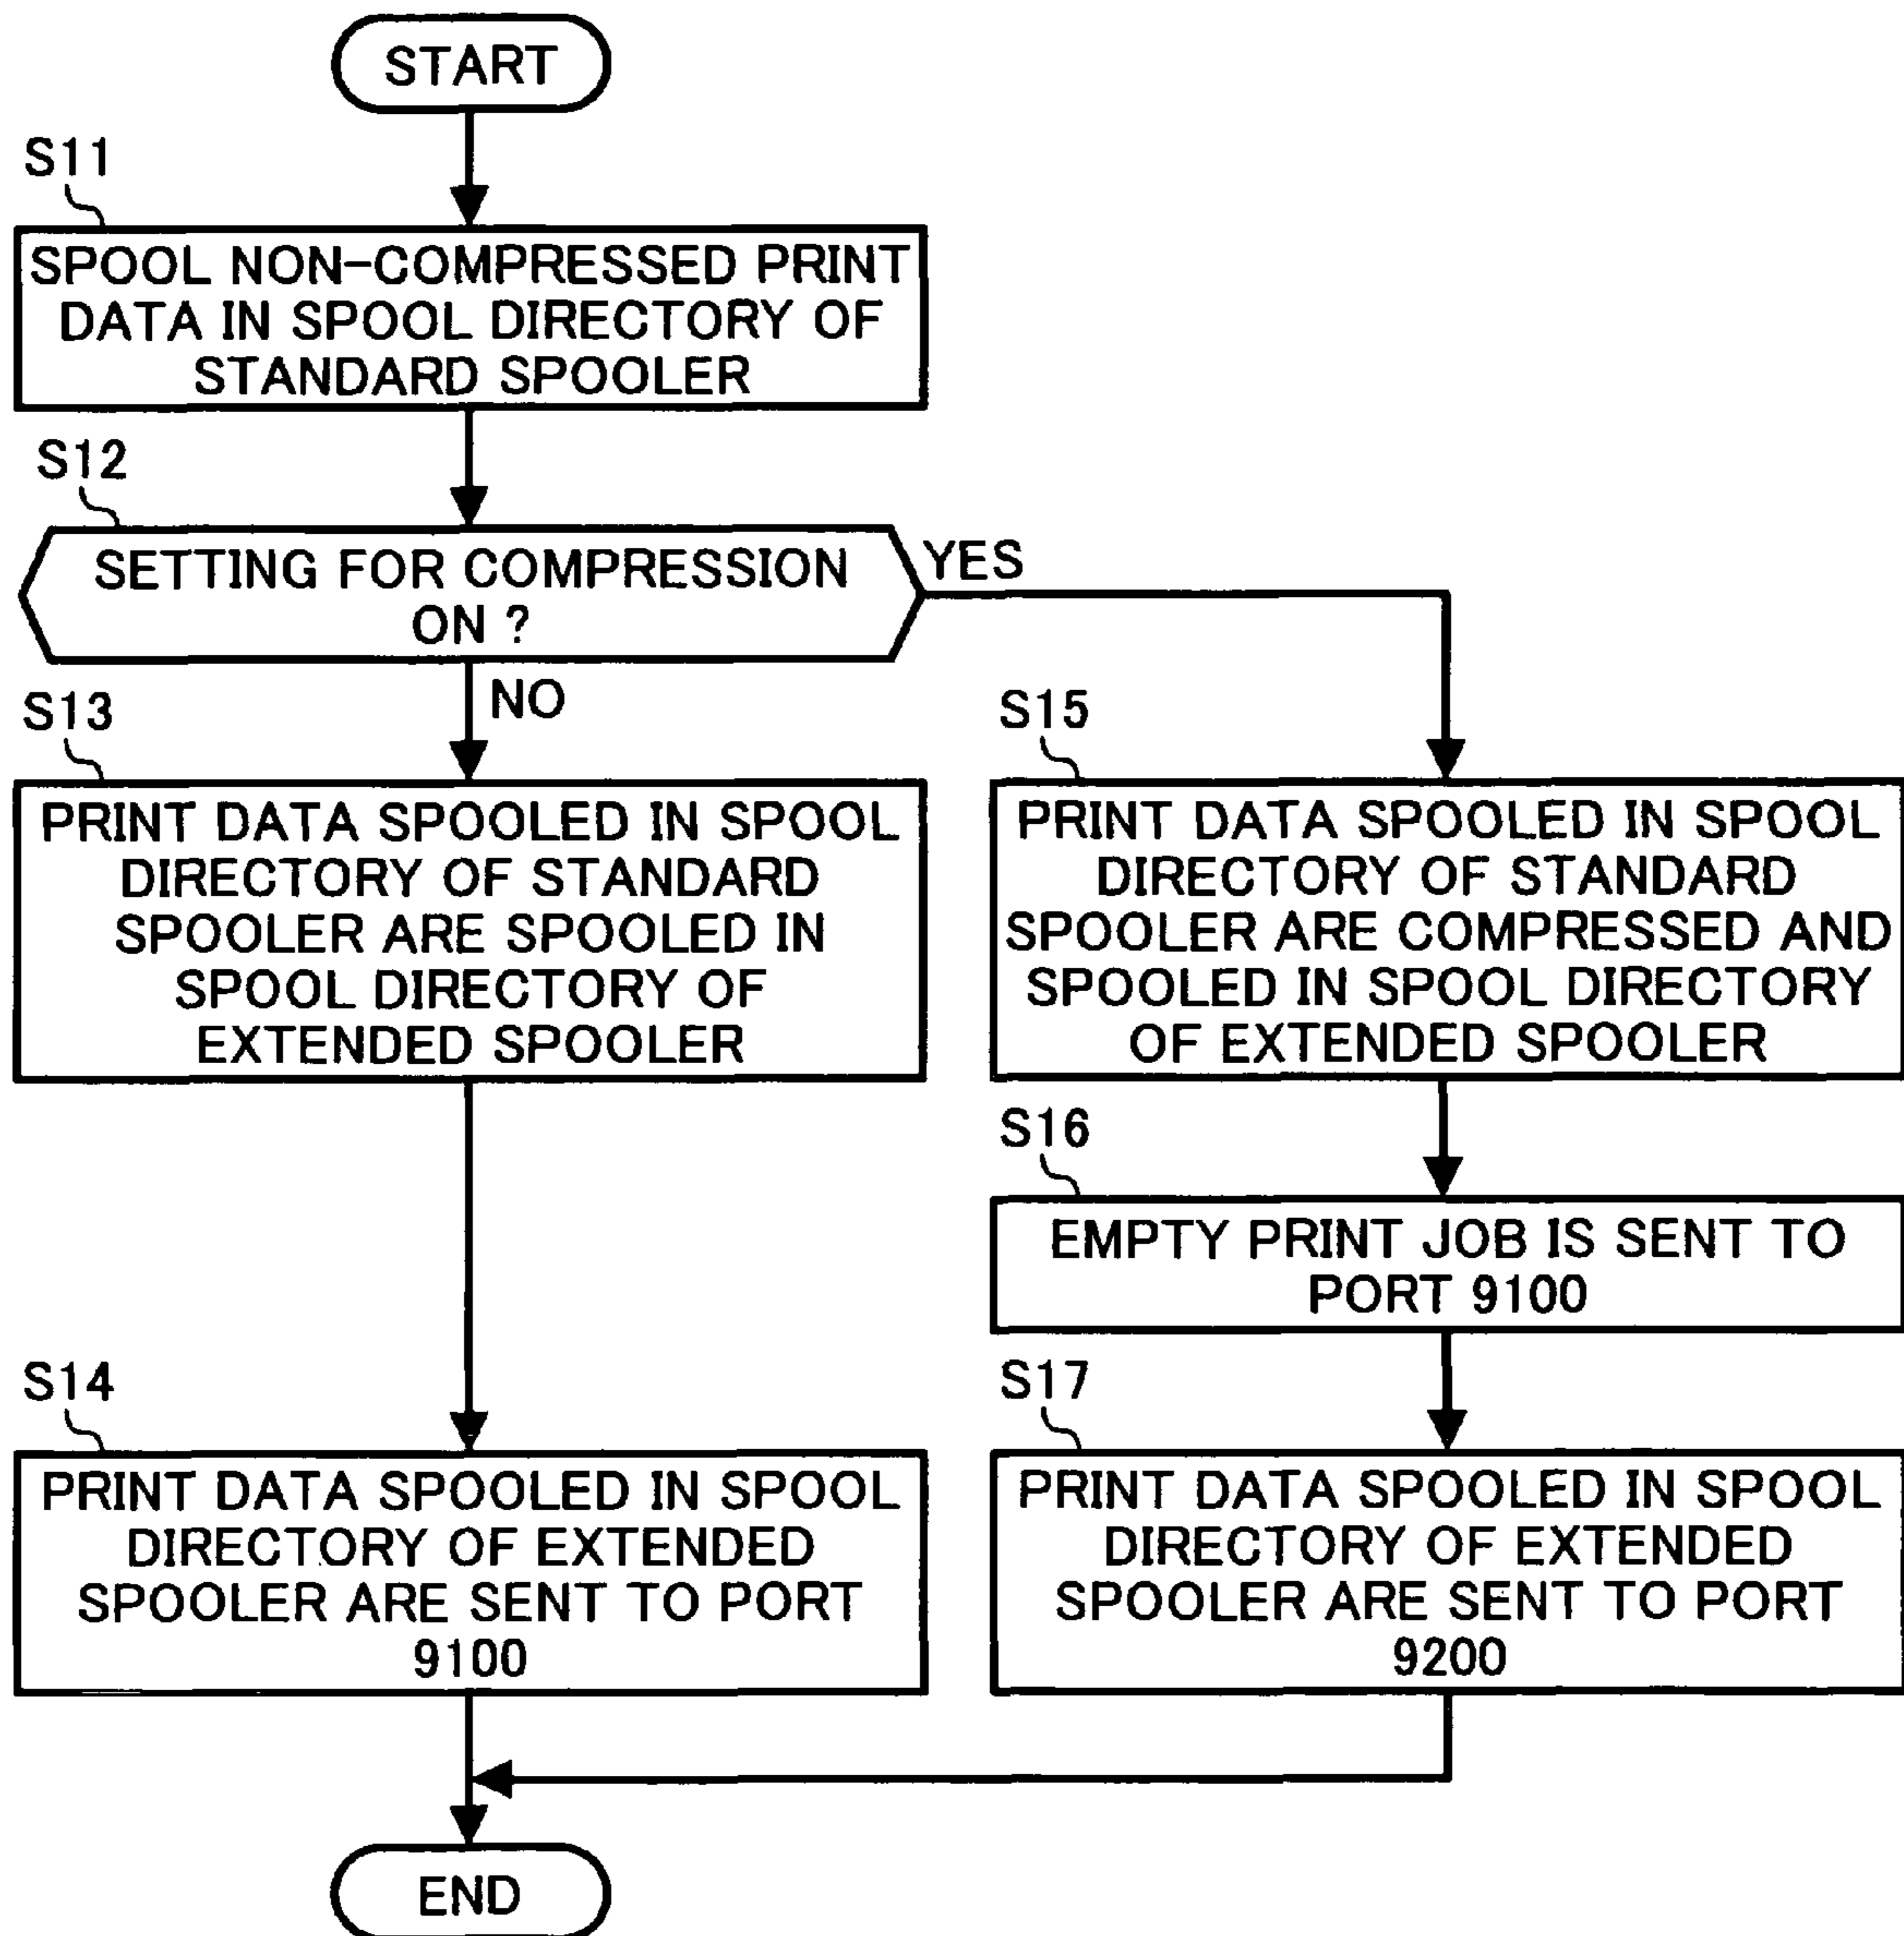 START
S11
SPOOL NON-COMPRESSED PRINT
DATA IN SPOOL DIRECTORY OF
STANDARD SPOOLER
S12
SETTING FOR COMPRESSION
ON ?
YES
NO
S13
PRINT DATA SPOOLED IN SPOOL
DIRECTORY OF STANDARD
SPOOLER ARE SPOOLED IN
SPOOL DIRECTORY OF
EXTENDED SPOOLER
S14
PRINT DATA SPOOLED IN SPOOL
DIRECTORY OF EXTENDED
SPOOLER ARE SENT TO PORT
9100
S15
PRINT DATA SPOOLED IN SPOOL
DIRECTORY OF STANDARD
SPOOLER ARE COMPRESSED AND
SPOOLED IN SPOOL DIRECTORY
OF EXTENDED SPOOLER
S16
EMPTY PRINT JOB IS SENT TO
PORT 9100
S17
PRINT DATA SPOOLED IN SPOOL
DIRECTORY OF EXTENDED
SPOOLER ARE SENT TO PORT
9200
END